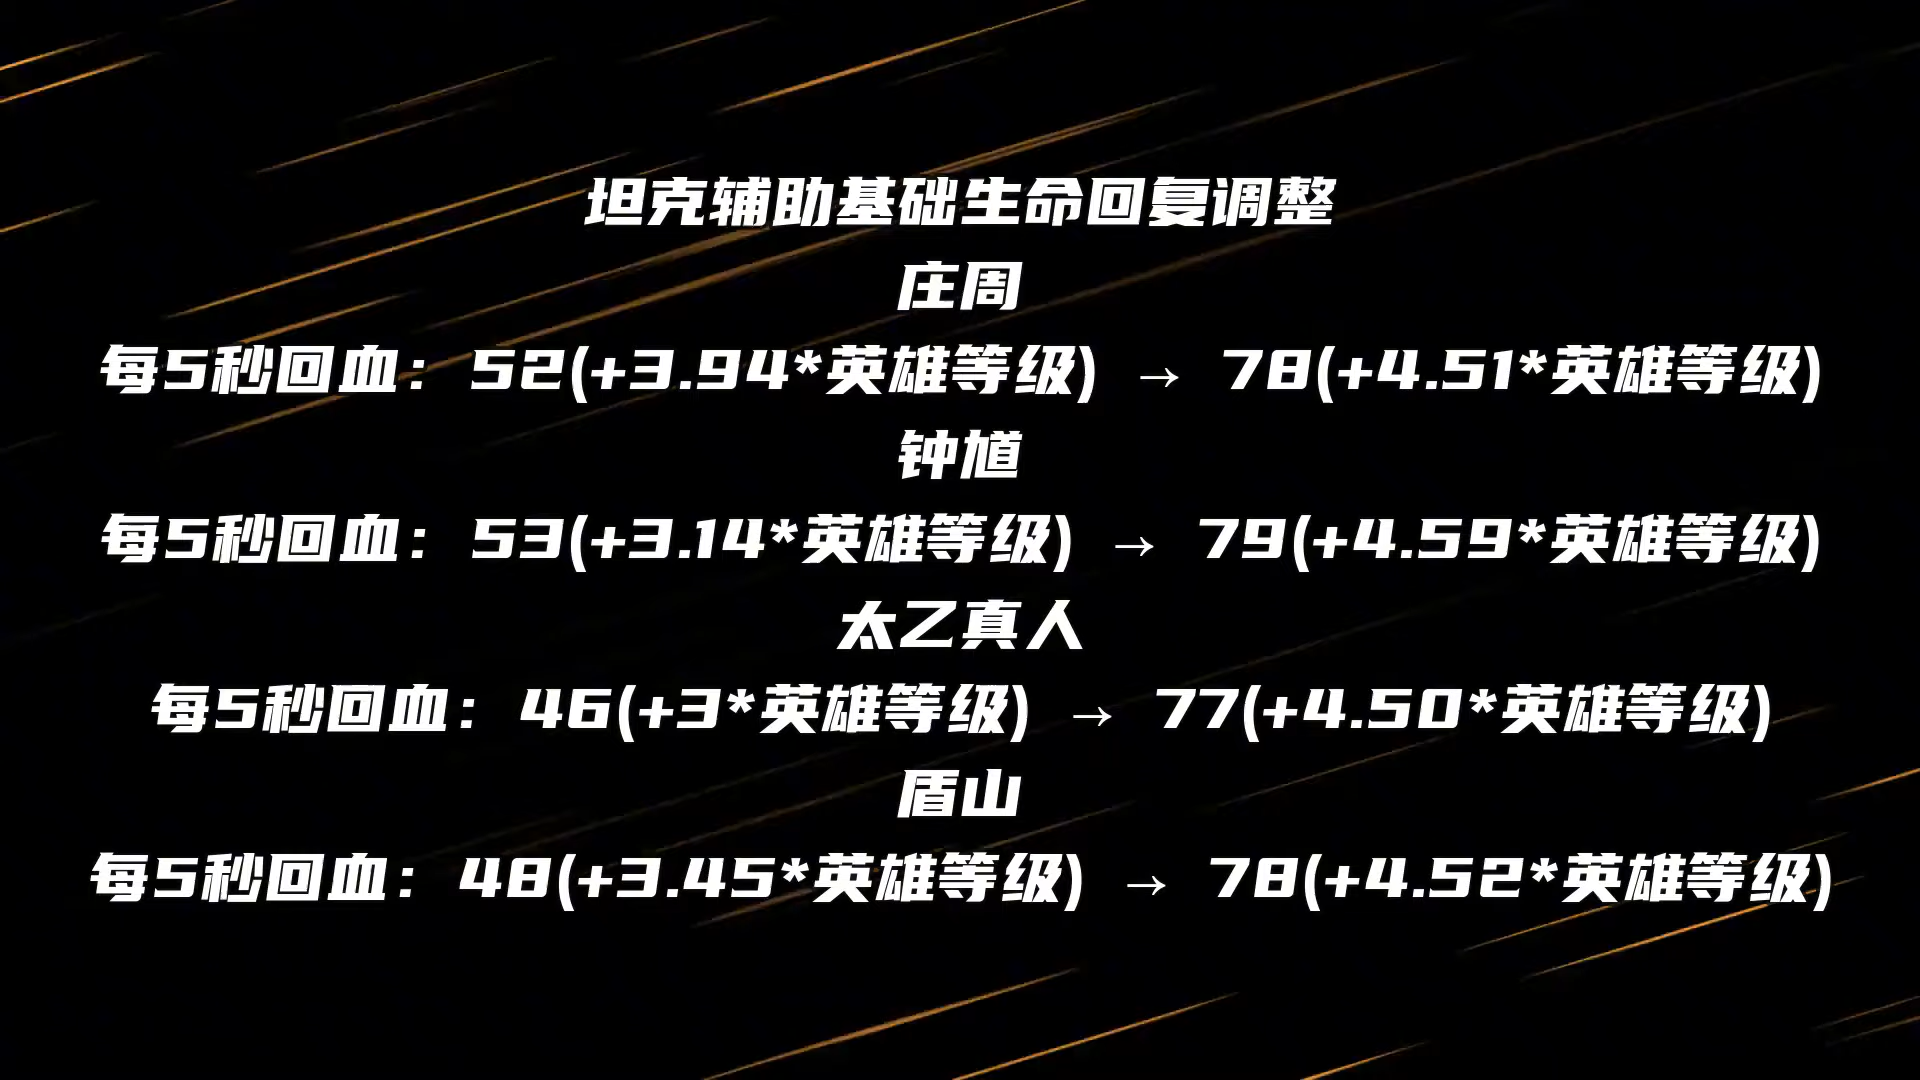 坦克辅助基础生命回复调整
庄周
每5秒回血：52(+3.94*英雄等级) → 78(+4.51*英雄等级)
钟馗
每5秒回血：53(+3.14*英雄等级) → 79(+4.59*英雄等级)
太乙真人
每5秒回血：46(+3*英雄等级) → 77(+4.50*英雄等级)
盾山
每5秒回血：48(+3.45*英雄等级) → 78(+4.52*英雄等级)